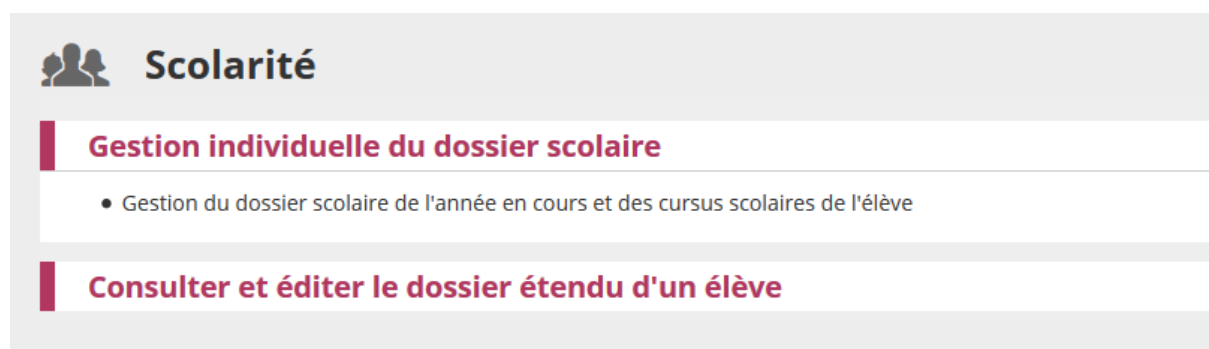 Scolarité
Gestion individuelle du dossier scolaire
• Gestion du dossier scolaire de l'année en cours et des cursus scolaires de l'élève
Consulter et éditer le dossier étendu d'un élève